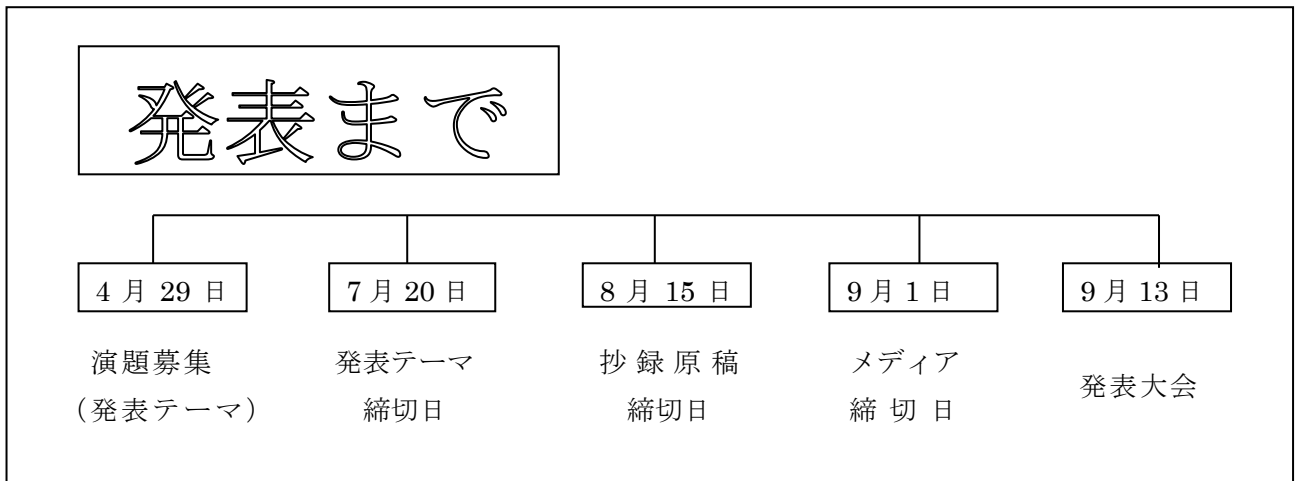 発表まで
4月29日
7月20日
8月15日
9月1日
9月13日
演題募集
(発表テーマ)
発表テーマ
締切日
抄録原稿
締切日
メディア
締切日
発表大会